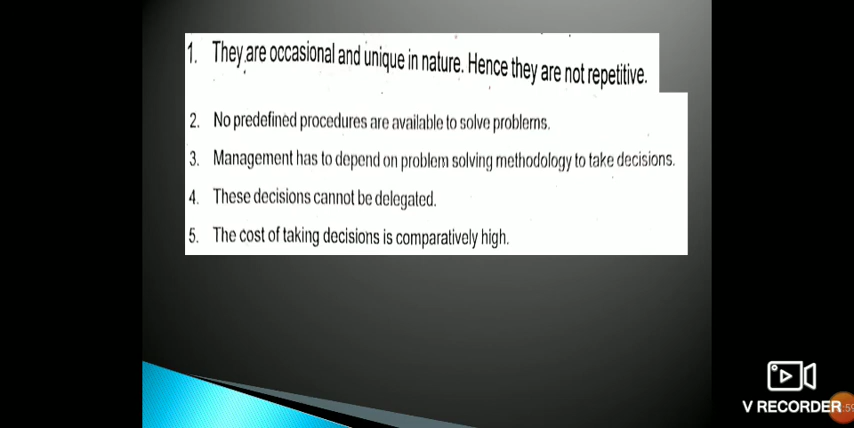 1. They are occasional and unique in nature. Hence they are not repetitive.
2. No predefined procedures are available to solve problems.
3. Management has to depend on problem solving methodology to take decisions.
4. These decisions cannot be delegated.
5. The cost of taking decisions is comparatively high.
V RECORDER